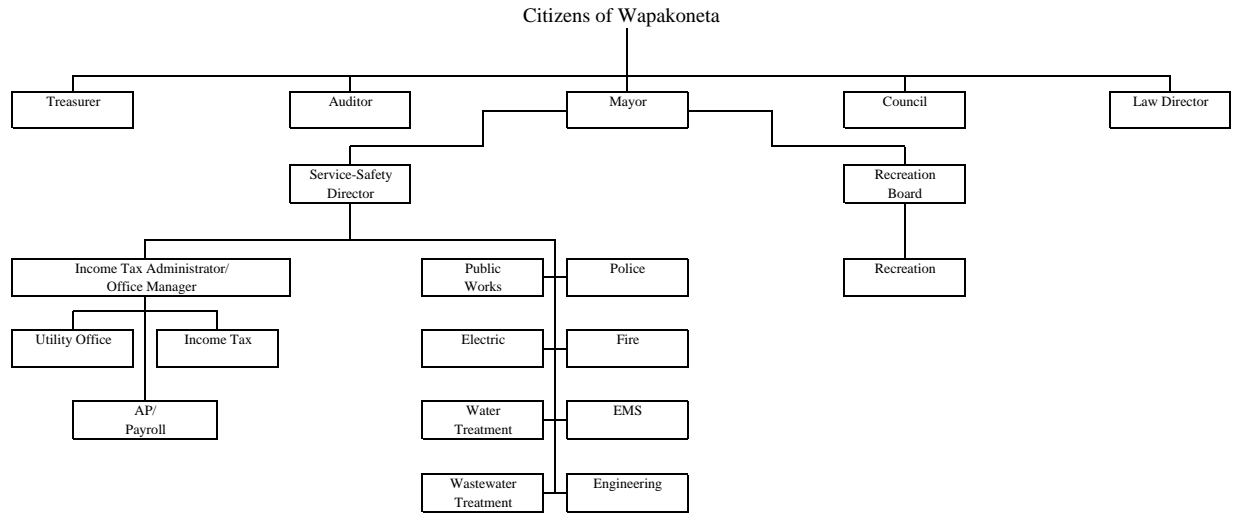 Citizens of Wapakoneta
Treasurer
Auditor
Mayor
Council
Law Director
Service-Safety
Director
Recreation
Board
Income Tax Administrator/
Office Manager
Public
Works
Police
Recreation
Utility Office
Income Tax
Electric
Fire
AP/
Payroll
Water
Treatment
EMS
Wastewater
Treatment
Engineering